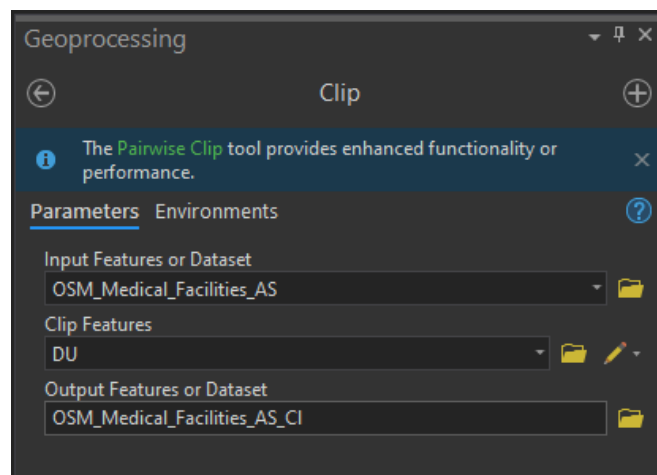 Geoprocessing
Clip
The Pairwise Clip tool provides enhanced functionality or
performance.
Parameters Environments
Input Features or Dataset
OSM_Medical_Facilities_AS
Clip Features
DU
Output Features or Dataset
OSM_Medical_Facilities_AS_Cl